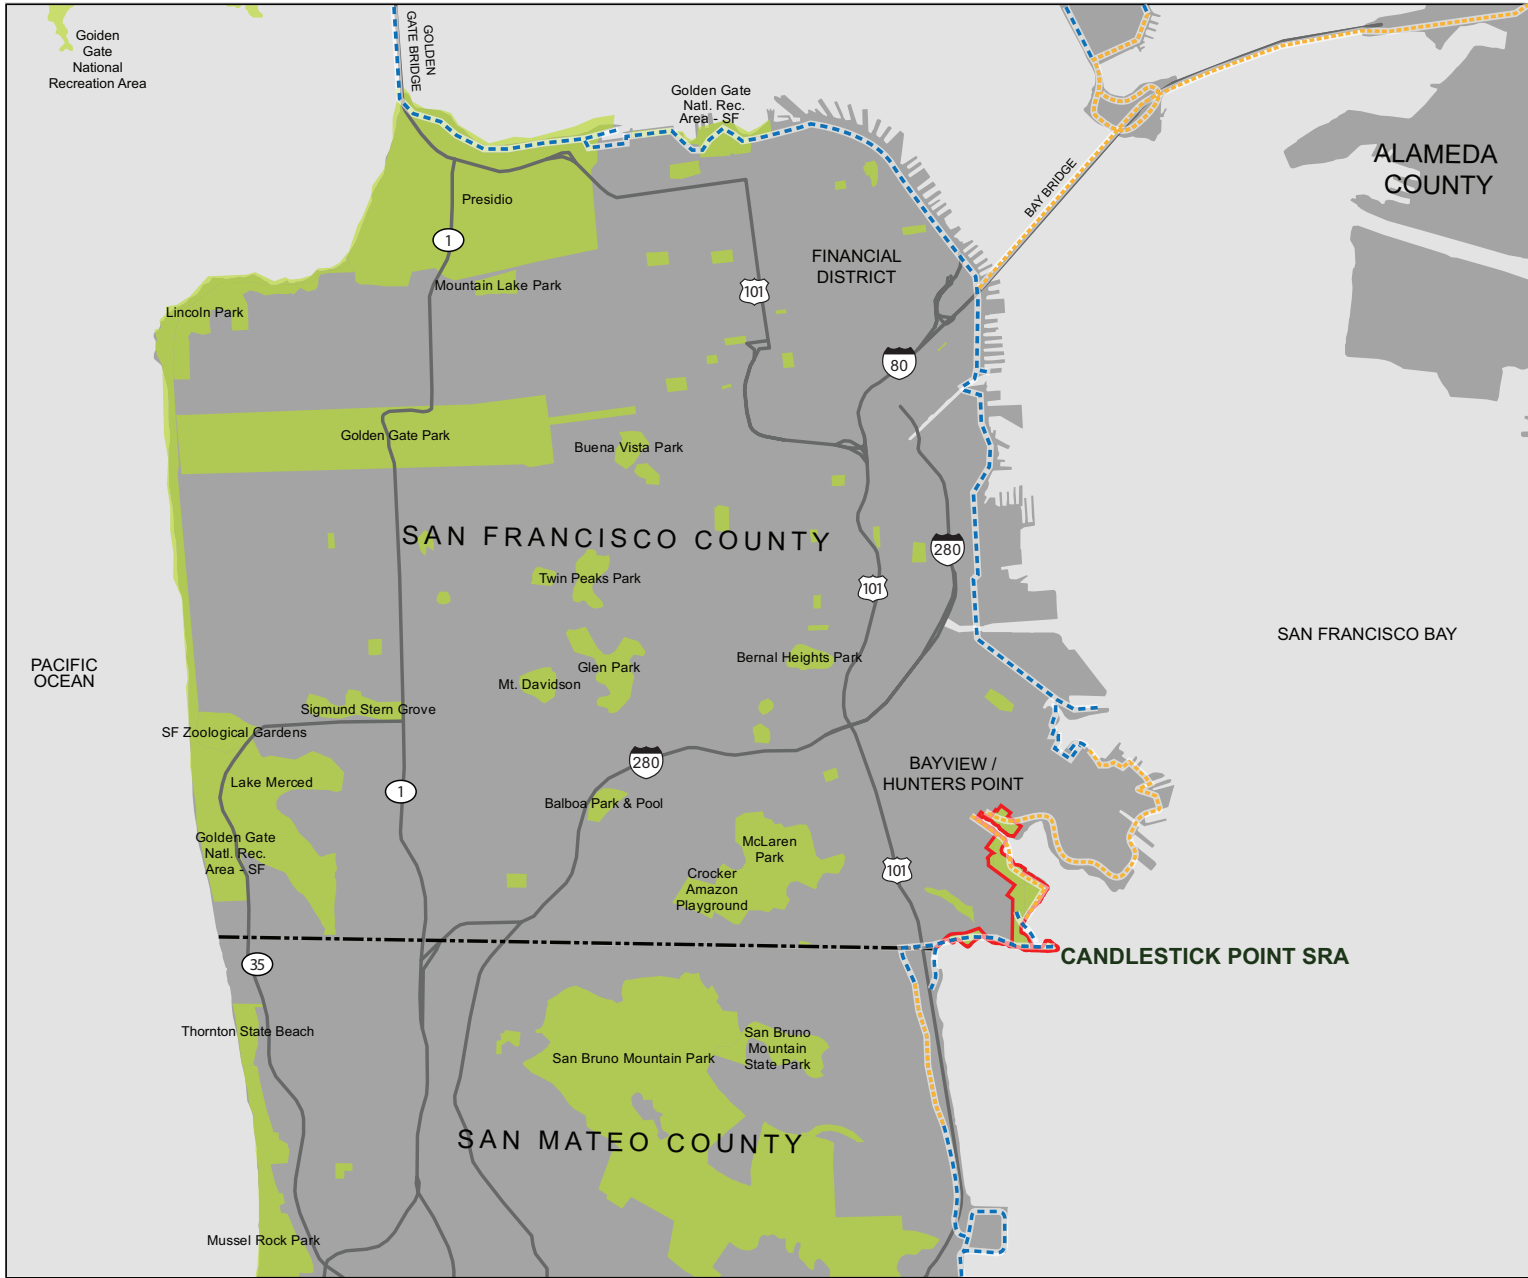 Goiden
Gate
National
Recreation Area
GOLDEN
GATE BRIDGE
Golden Gate
Natl. Rec.
Area - SF
ALAMEDA
COUNTY
BAY BRIDGE
Presidio
1
FINANCIAL
DISTRICT
Mountain Lake Park
101
Lincoln Park
80
Golden Gate Park
Buena Vista Park
SAN FRANCISCO COUNTY
280
Twin Peaks Park
101
SAN FRANCISCO BAY
PACIFIC
OCEAN
Bernal Heights Park
Glen Park
Mt. Davidson
Sigmund Stern Grove
SF Zoological Gardens
280
BAYVIEW /
HUNTERS POINT
Lake Merced
1
Balboa Park & Pool
Golden Gate
Natl. Rec.
Area - SF
McLaren
Park
Crocker
Amazon
Playground
101
CANDLESTICK POINT SRA
35
Thornton State Beach
San Bruno Mountain Park
San Bruno
Mountain
State Park
SAN MATEO COUNTY
Mussel Rock Park